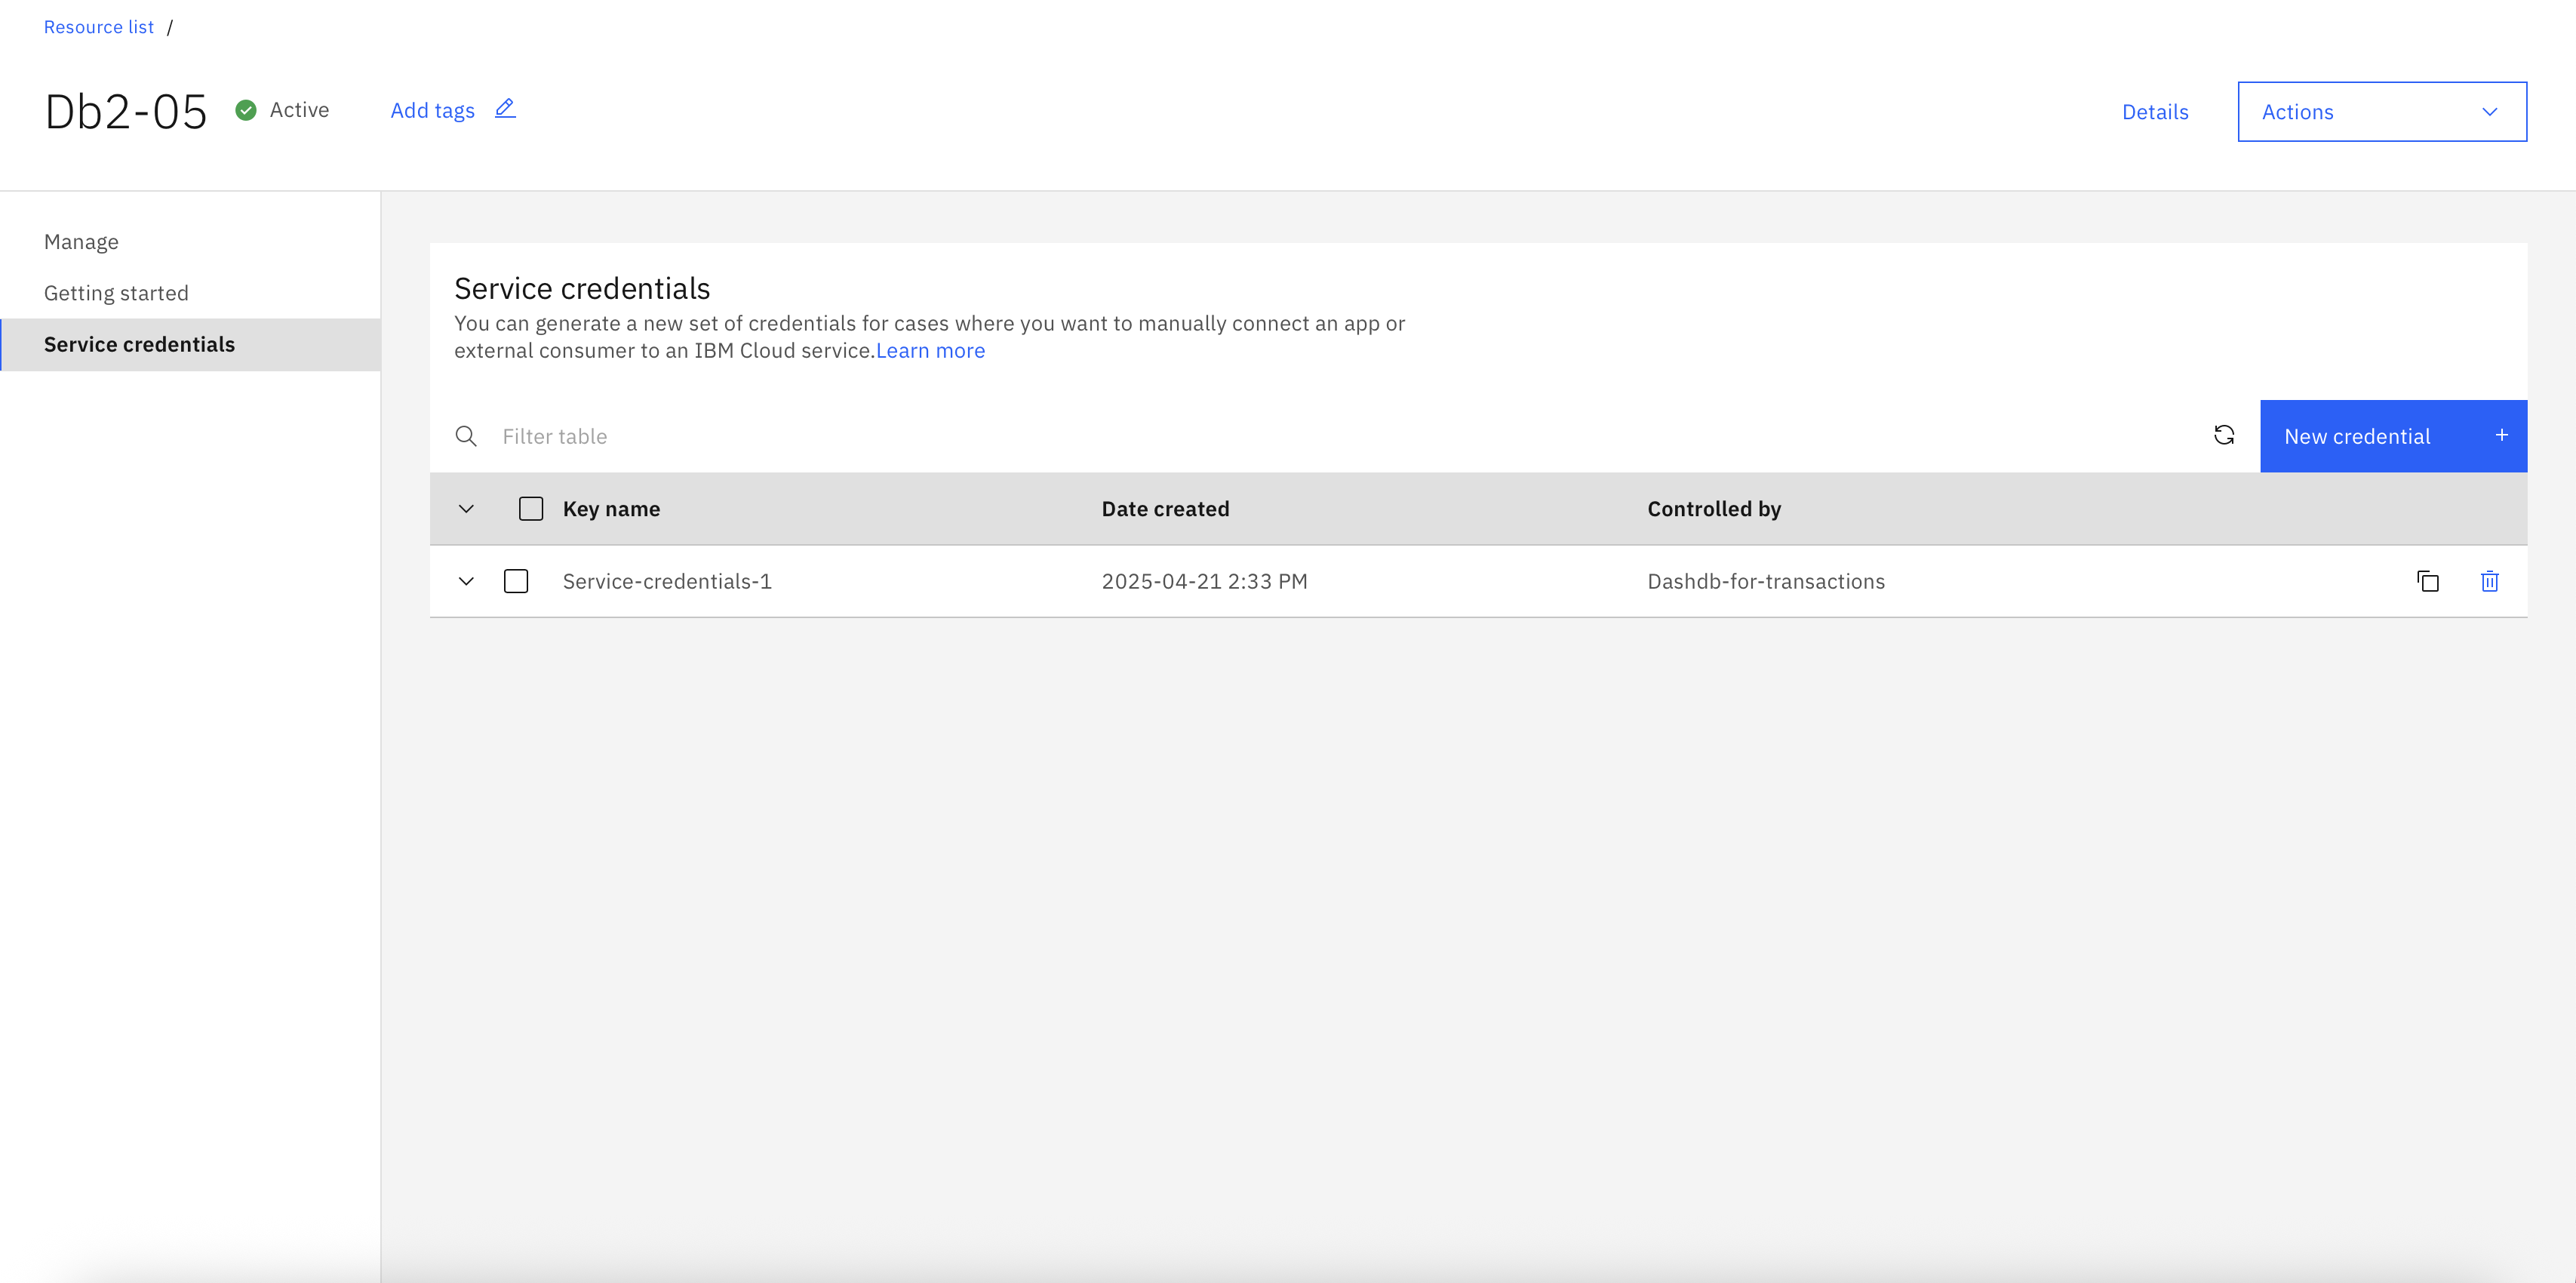 Resource list /
Db2-05 Active Add tags Details Actions
Manage
Getting started
Service credentials
Service credentials
You can generate a new set of credentials for cases where you want to manually connect an app or
external consumer to an IBM Cloud service.Learn more
Filter table New credential +
Key name Date created Controlled by
Service-credentials-1 2025-04-21 2:33 PM Dashdb-for-transactions